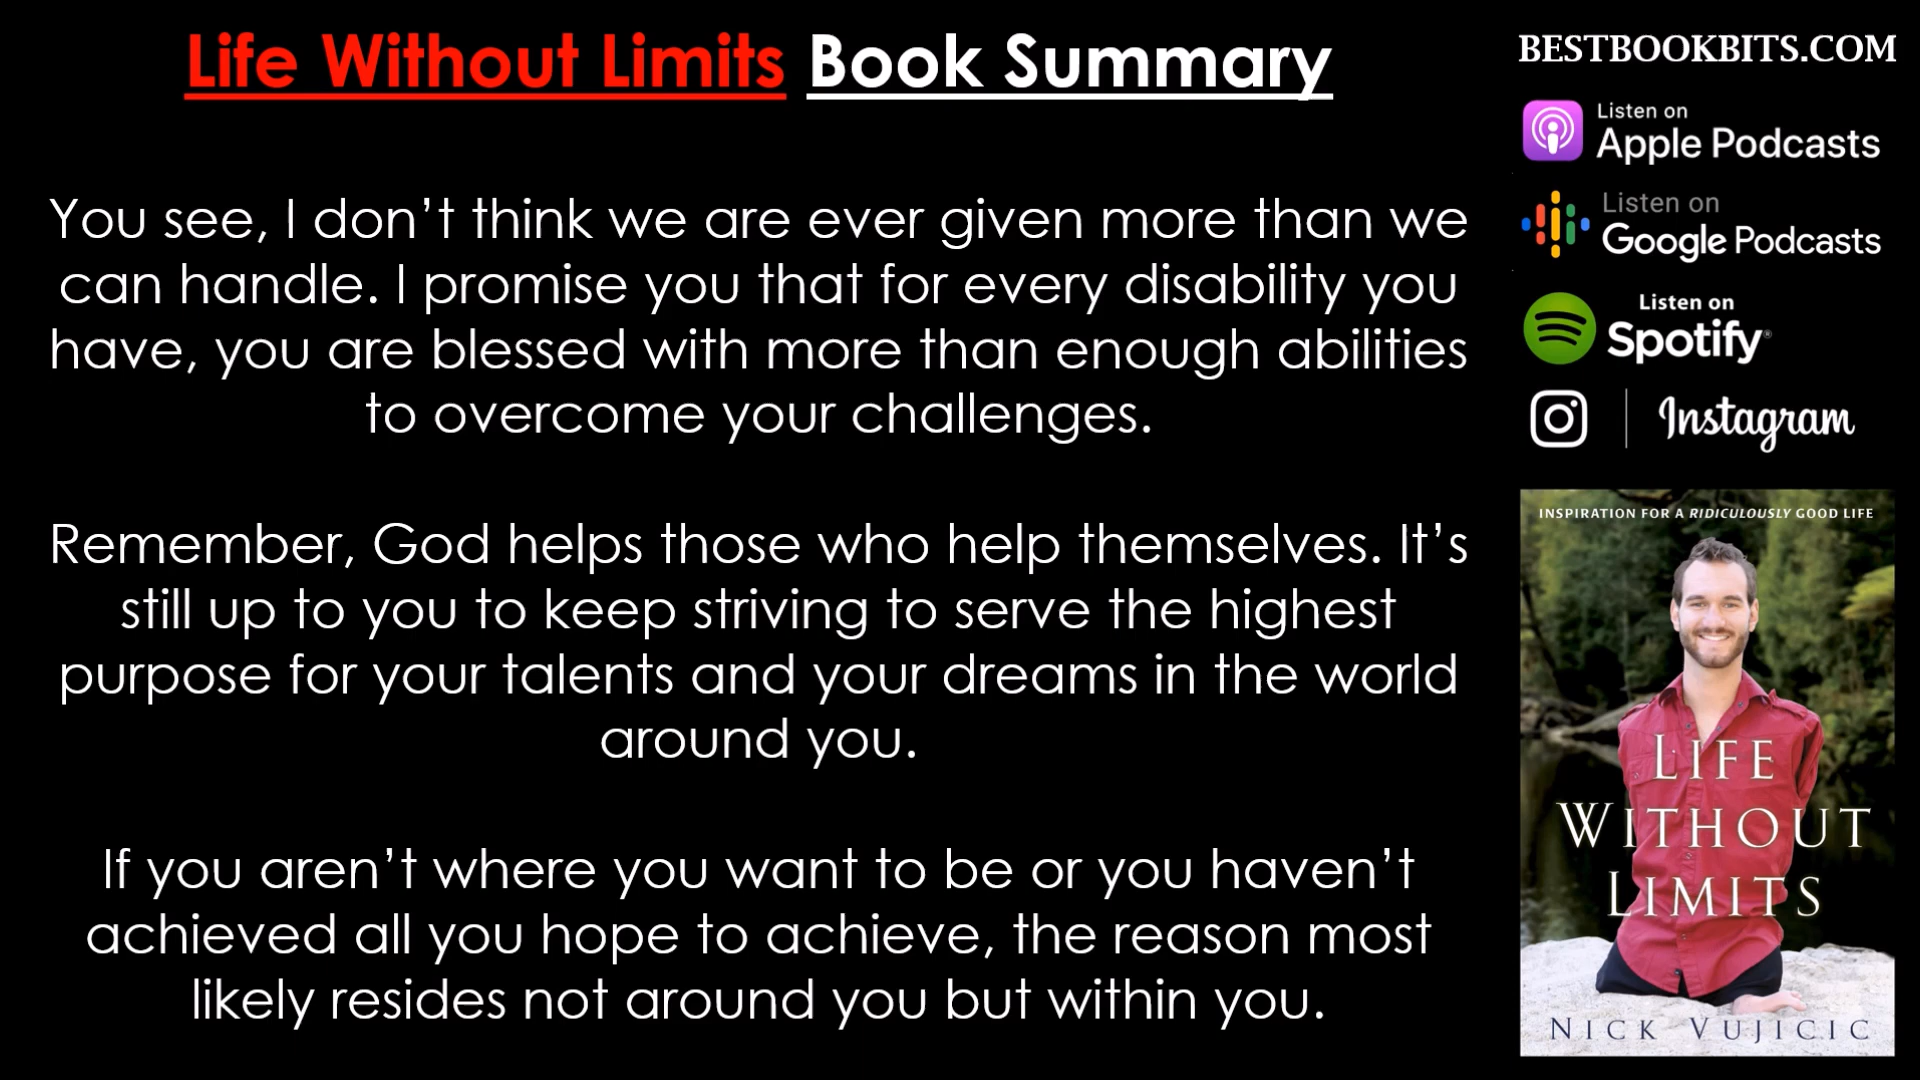 Life Without Limits Book Summary
You see, I don’t think we are ever given more than we
can handle. I promise you that for every disability you
have, you are blessed with more than enough abilities
to overcome your challenges.
Remember, God helps those who help themselves. It’s
still up to you to keep striving to serve the highest
purpose for your talents and your dreams in the world
around you.
If you aren’t where you want to be or you haven’t
achieved all you hope to achieve, the reason most
likely resides not around you but within you.
BESTBOOKBITS.COM
Listen on
Apple Podcasts
Listen on
Google Podcasts
Listen on
Spotify®
Instagram
INSPIRATION FOR A RIDICULOUSLY GOOD LIFE
LIFE
WITHOUT
LIMITS
NICK VUJICIC